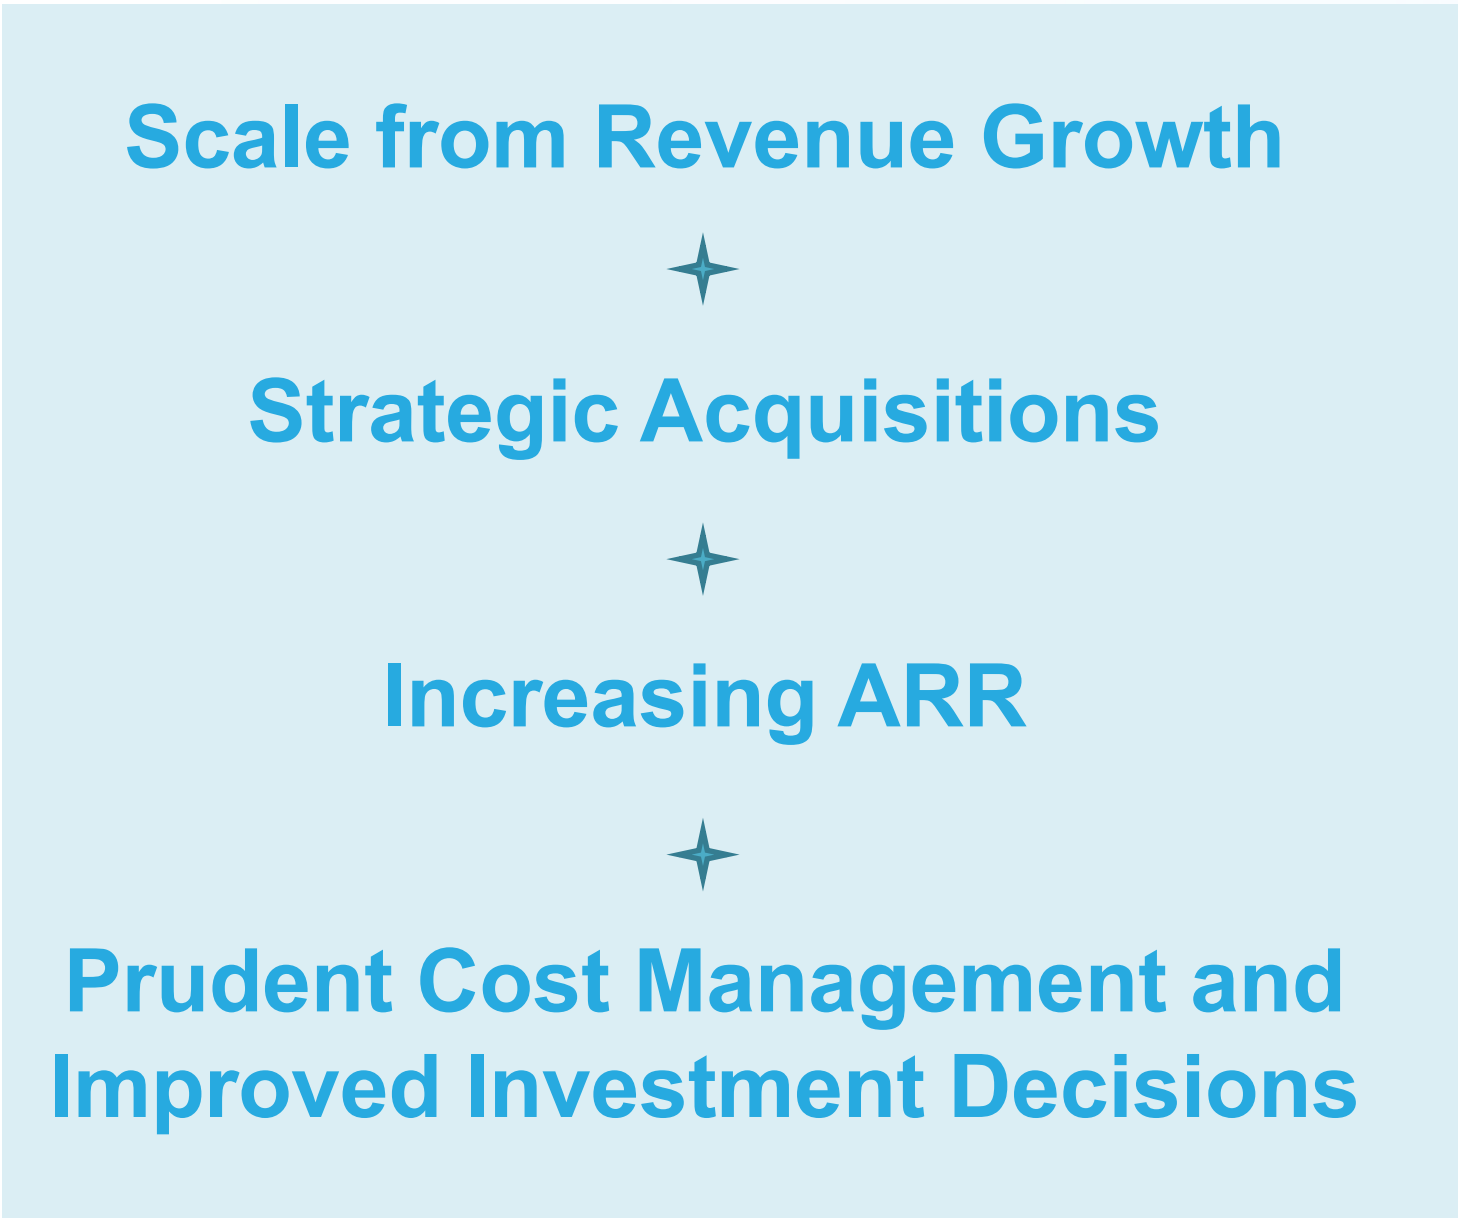 Scale from Revenue Growth
Strategic Acquisitions
Increasing ARR
Prudent Cost Management and
Improved Investment Decisions